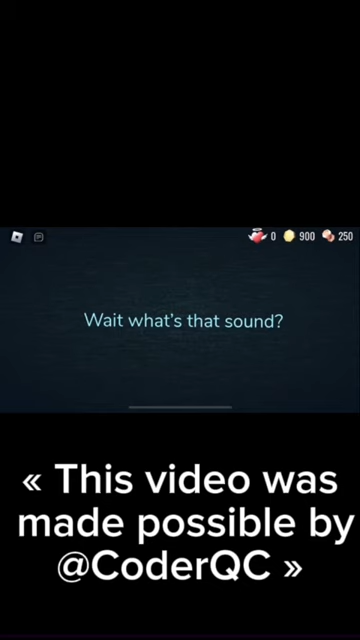 0 900 250
Wait what's that sound?
« This video was
made possible by
@CoderQC »